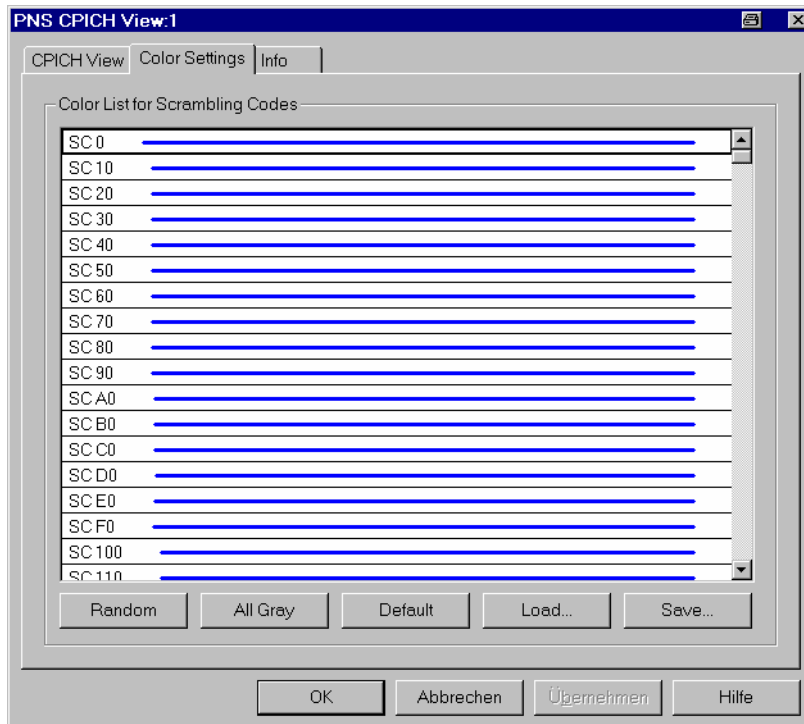 PNS CPICH View:1
CPICH View Color Settings Info
Color List for Scrambling Codes
SC 0
SC 10
SC 20
SC 30
SC 40
SC 50
SC 60
SC 70
SC 80
SC 90
SC A0
SC B0
SC C0
SC D0
SC E0
SC F0
SC 100
SC 110
Random All Gray Default Load... Save...
OK Abbrechen Übernehmen Hilfe